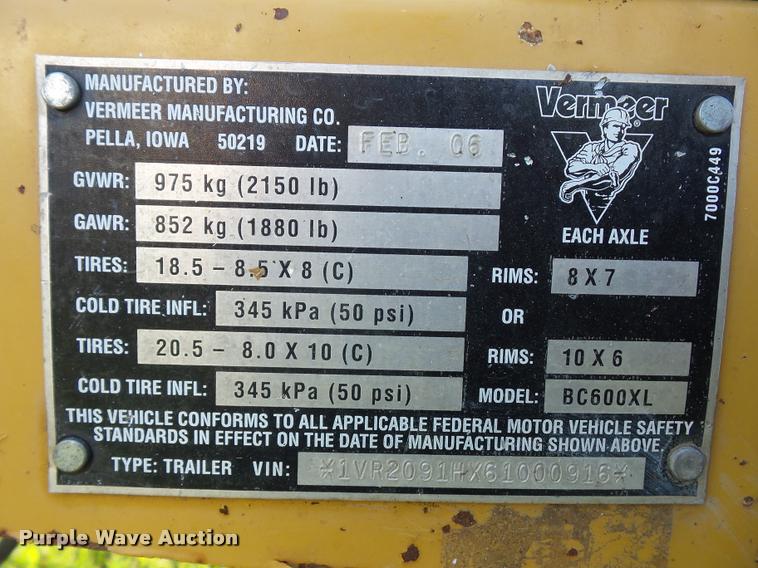 MANUFACTURED BY:
VERMEER MANUFACTURING CO.
PELLA, IOWA 50219 DATE: FEB. 06
Vermeer
7000C449
GVWR: 975 kg (2150 lb)
GAWR: 852 kg (1880 lb)
EACH AXLE
TIRES: 18.5 – 8.5 X 8 (C) RIMS: 8 X 7
COLD TIRE INFL: 345 kPa (50 psi) OR
TIRES: 20.5 – 8.0 X 10 (C) RIMS: 10 X 6
COLD TIRE INFL: 345 kPa (50 psi) MODEL: BC600XL
THIS VEHICLE CONFORMS TO ALL APPLICABLE FEDERAL MOTOR VEHICLE SAFETY
STANDARDS IN EFFECT ON THE DATE OF MANUFACTURING SHOWN ABOVE.
TYPE: TRAILER VIN: *1VR2091HX61000916*
Purple Wave Auction